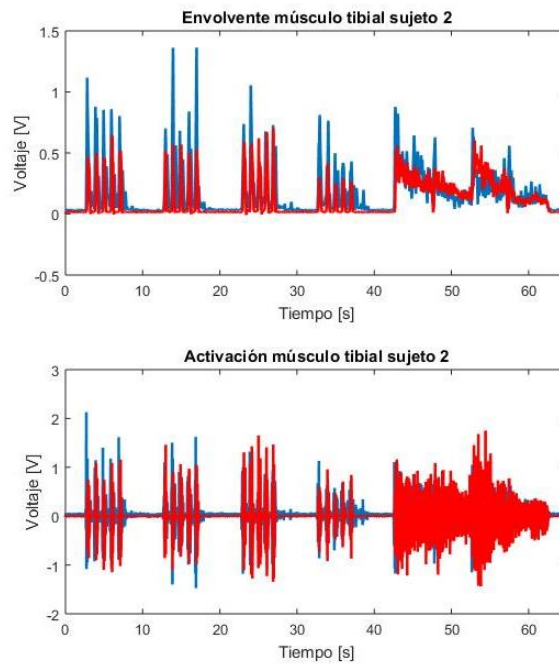 Envolvente músculo tibial sujeto 2
1.5
1
0.5
0
-0.5
Voltaje [V]
0 10 20 30 40 50 60
Tiempo [s]
Activación músculo tibial sujeto 2
3
2
1
0
-1
-2
Voltaje [V]
0 10 20 30 40 50 60
Tiempo [s]